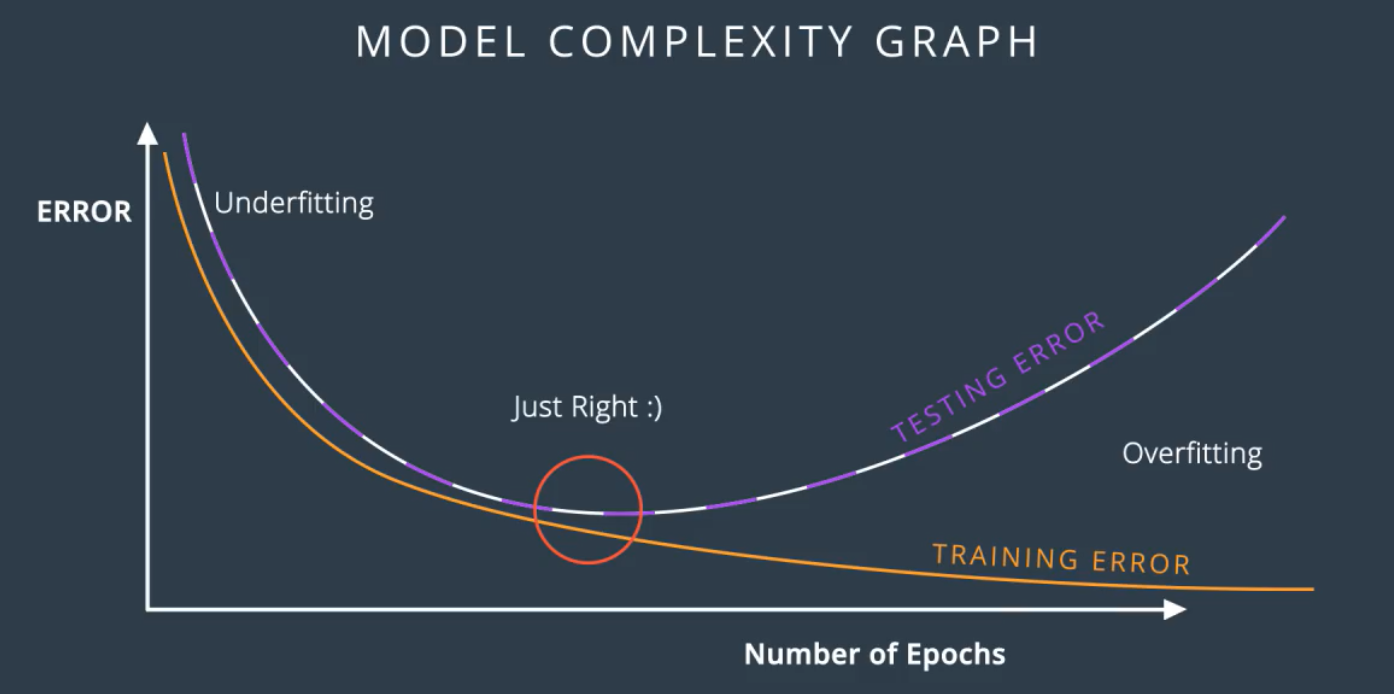 MODEL COMPLEXITY GRAPH
ERROR
Underfitting
Just Right :)
TESTING ERROR
Overfitting
TRAINING ERROR
Number of Epochs